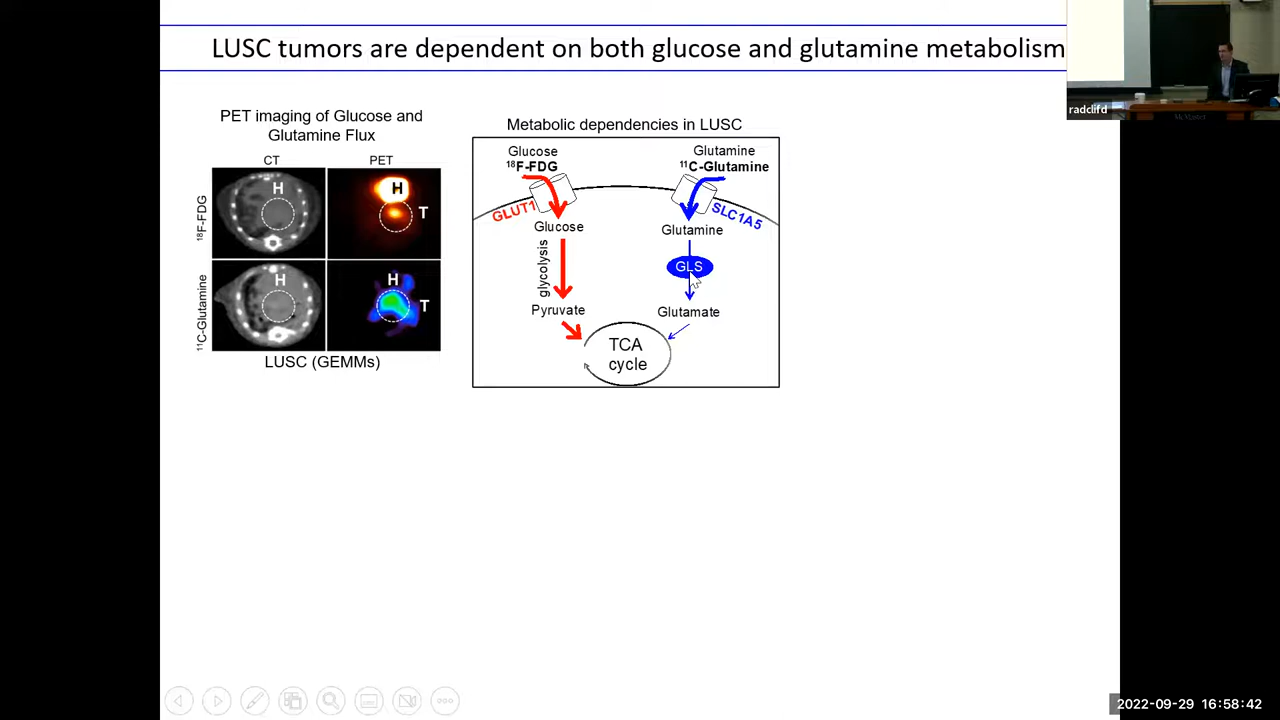 LUSC tumors are dependent on both glucose and glutamine metabolism
radclifd
McMaster
PET imaging of Glucose and
Glutamine Flux
CT
PET
18F-FDG
H
H
T
11C-Glutamine
H
H
T
LUSC (GEMMs)
Metabolic dependencies in LUSC
Glucose
18F-FDG
Glutamine
11C-Glutamine
GLUT1
SLC1A5
Glucose
Glutamine
glycolysis
GLS
Pyruvate
Glutamate
TCA
cycle
2022-09-29 16:58:42